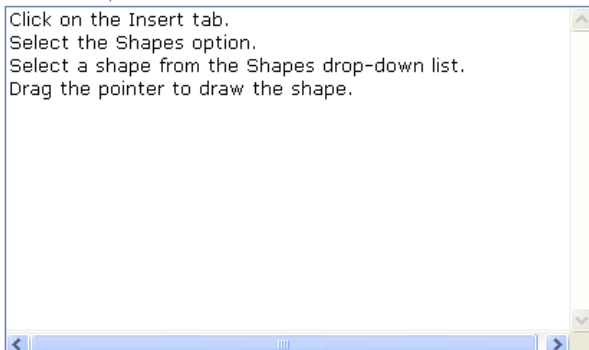 Click on the Insert tab.
Select the Shapes option.
Select a shape from the Shapes drop-down list.
Drag the pointer to draw the shape.